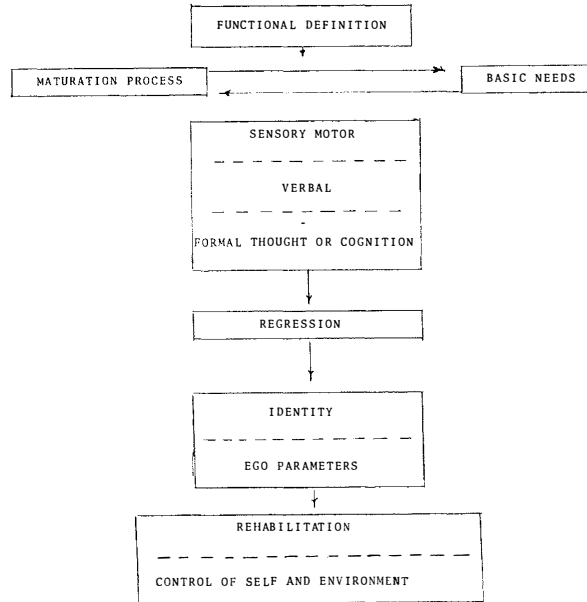 FUNCTIONAL DEFINITION
MATURATION PROCESS
BASIC NEEDS
SENSORY MOTOR
VERBAL
FORMAL THOUGHT OR COGNITION
REGRESSION
IDENTITY
EGO PARAMETERS
REHABILITATION
CONTROL OF SELF AND ENVIRONMENT